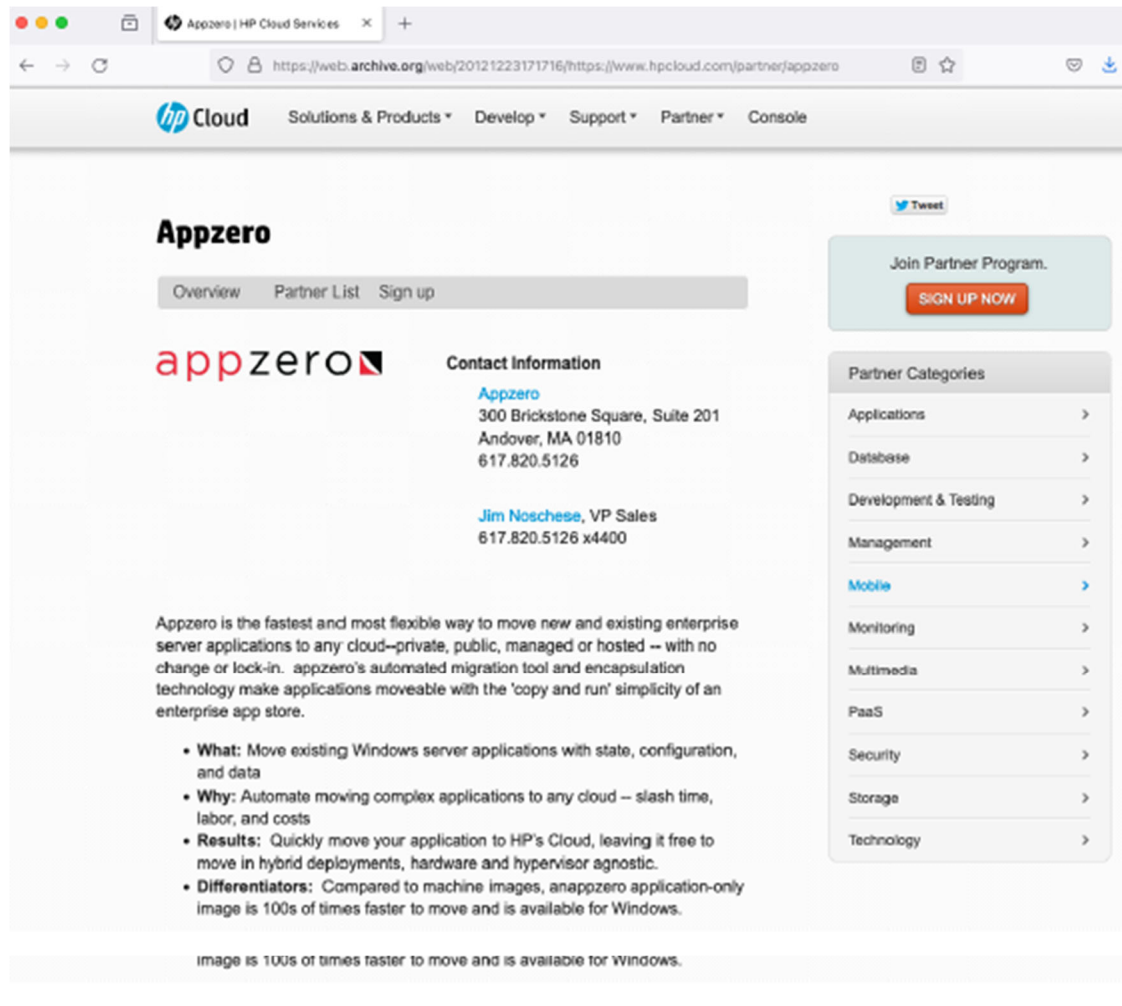 Appzero | HP Cloud Services
https://web.archive.org/web/20121223171716/https://www.hpcloud.com/partner/appzero
hp Cloud Solutions & Products Develop Support Partner Console
Tweet
Appzero
Join Partner Program.
SIGN UP NOW
Overview Partner List Sign up
appzero
Contact Information
Appzero
300 Brickstone Square, Suite 201
Andover, MA 01810
617.820.5126
Jim Noschese, VP Sales
617.820.5126 x4400
Appzero is the fastest and most flexible way to move new and existing enterprise
server applications to any cloud--private, public, managed or hosted -- with no
change or lock-in. appzero's automated migration tool and encapsulation
technology make applications moveable with the 'copy and run' simplicity of an
enterprise app store.
• What: Move existing Windows server applications with state, configuration,
and data
• Why: Automate moving complex applications to any cloud -- slash time,
labor, and costs
• Results: Quickly move your application to HP's Cloud, leaving it free to
move in hybrid deployments, hardware and hypervisor agnostic.
• Differentiators: Compared to machine images, anappzero application-only
image is 100s of times faster to move and is available for Windows.
image is 100s of times faster to move and is available for Windows.
Partner Categories
Applications
Database
Development & Testing
Management
Mobile
Monitoring
Multimedia
PaaS
Security
Storage
Technology